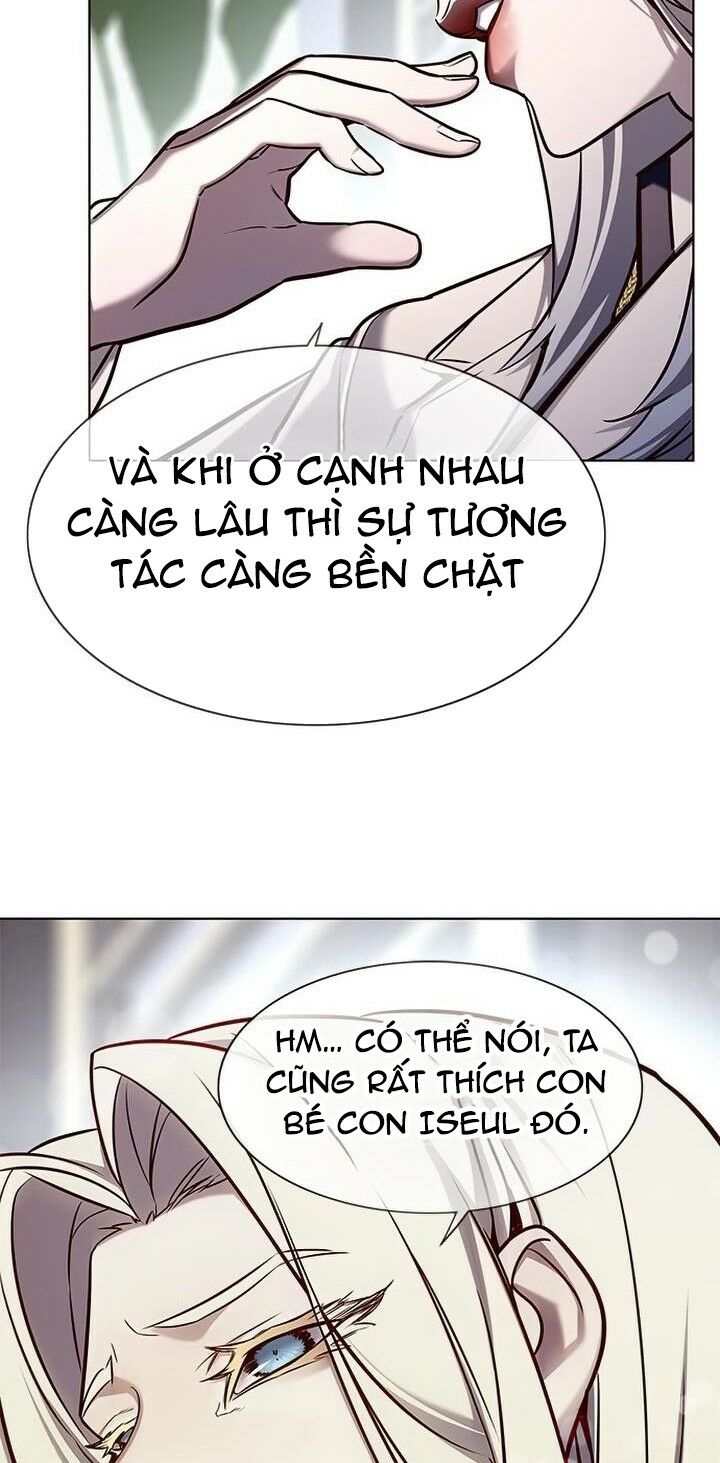 VÀ KHI Ở CẠNH NHAU
CÀNG LÂU THÌ SỰ TƯƠNG
TÁC CÀNG BỀN CHẶT
HM... CÓ THỂ NÓI, TA
CŨNG RẤT THÍCH CON
BÉ CON ISEUL ĐÓ.